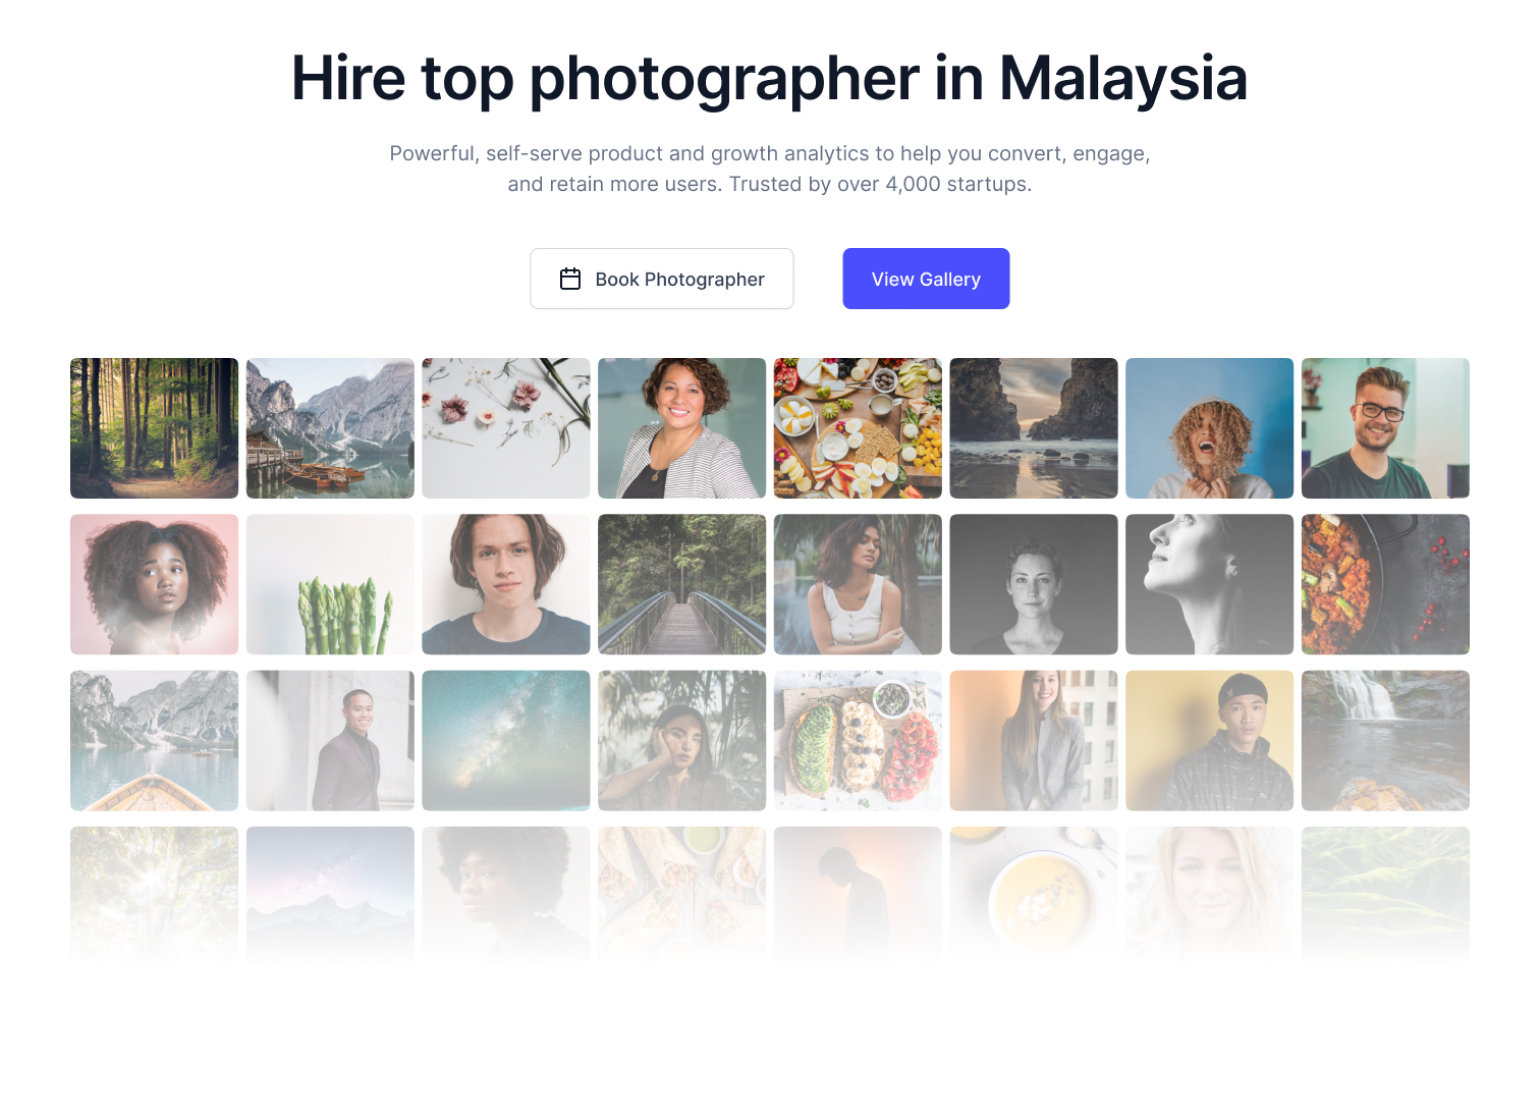 Hire top photographer in Malaysia
Powerful, self-serve product and growth analytics to help you convert, engage,
and retain more users. Trusted by over 4,000 startups.
Book Photographer
View Gallery